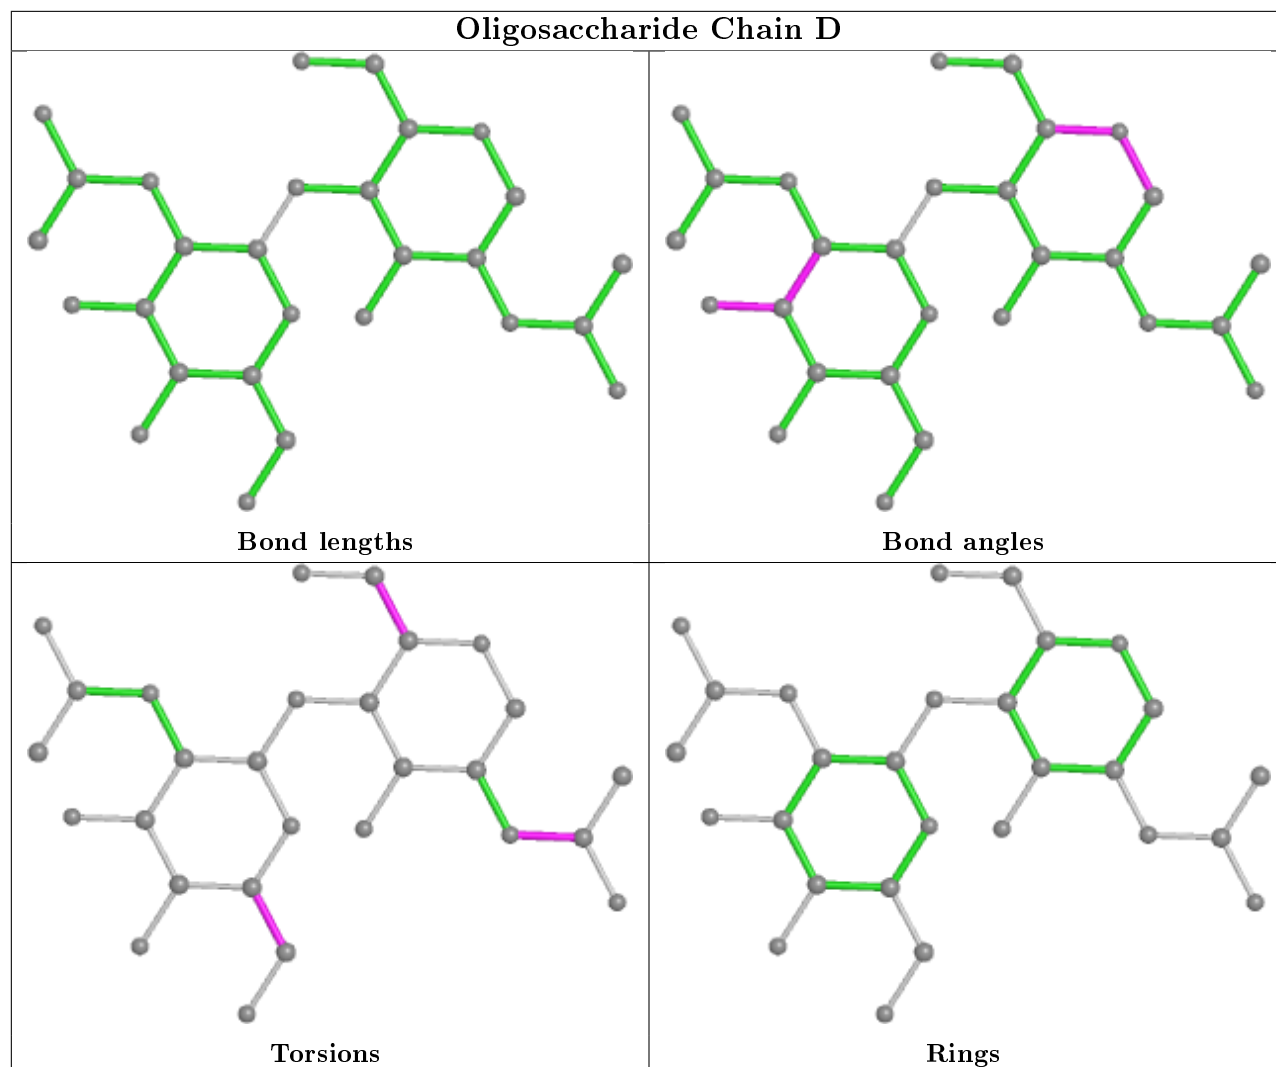 Oligosaccharide Chain D
Bond lengths
Bond angles
Torsions
Rings